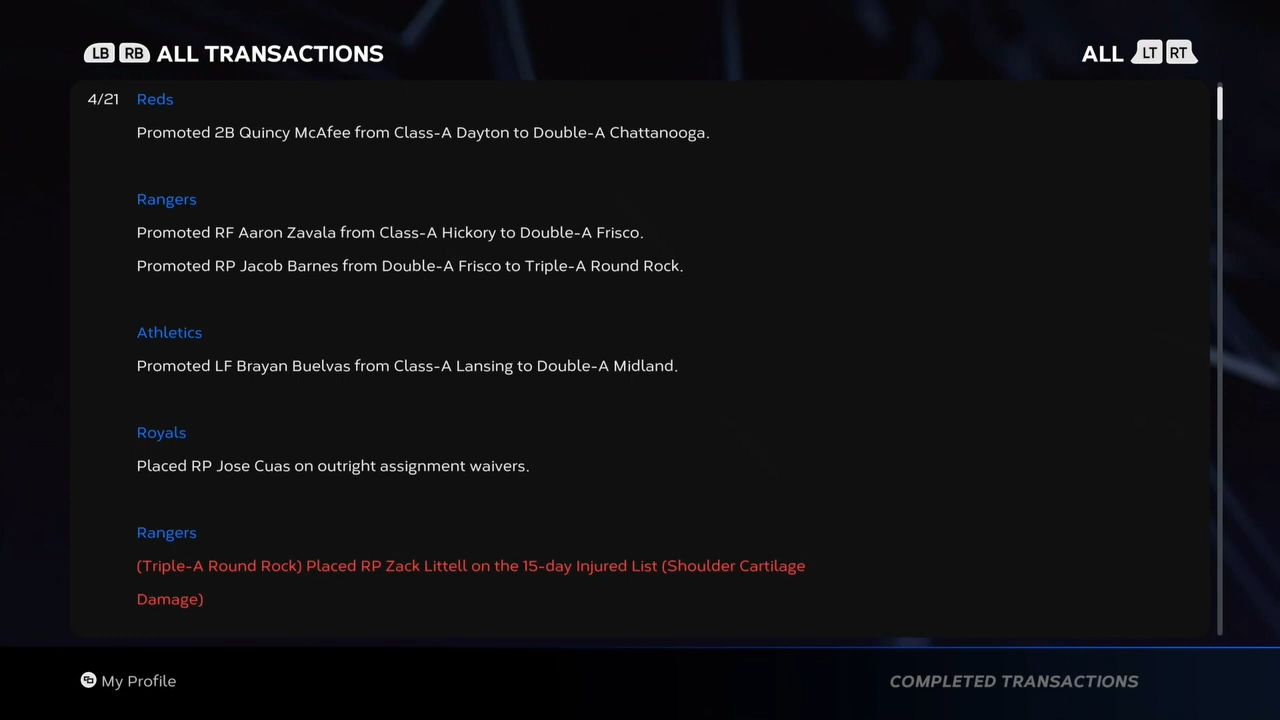 LB RB ALL TRANSACTIONS
ALL LT RT
4/21 Reds
Promoted 2B Quincy McAfee from Class-A Dayton to Double-A Chattanooga.
Rangers
Promoted RF Aaron Zavala from Class-A Hickory to Double-A Frisco.
Promoted RP Jacob Barnes from Double-A Frisco to Triple-A Round Rock.
Athletics
Promoted LF Brayan Buelvas from Class-A Lansing to Double-A Midland.
Royals
Placed RP Jose Cuas on outright assignment waivers.
Rangers
(Triple-A Round Rock) Placed RP Zack Littell on the 15-day Injured List (Shoulder Cartilage
Damage)
My Profile
COMPLETED TRANSACTIONS